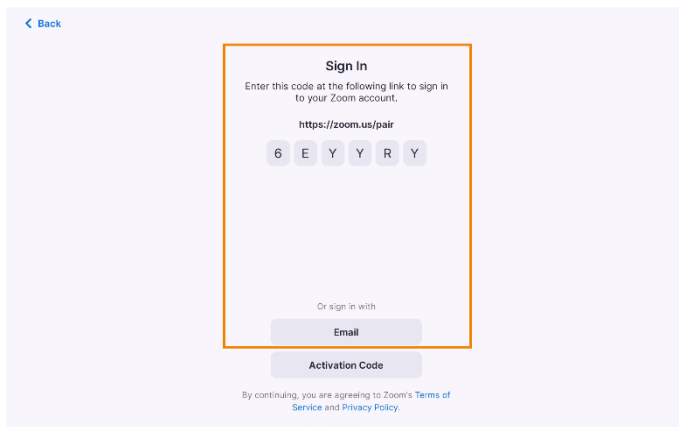 Back
Sign In
Enter this code at the following link to sign in
to your Zoom account.
https://zoom.us/pair
6 E Y Y R Y
Or sign in with
Email
Activation Code
By continuing, you are agreeing to Zoom's Terms of
Service and Privacy Policy.